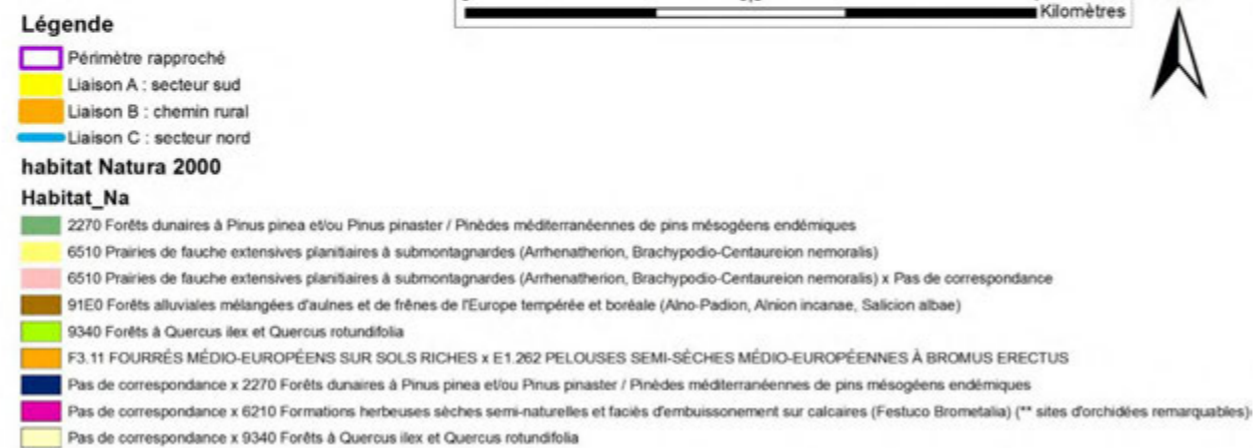 Kilomètres
Légende
Périmètre rapproché
Liaison A : secteur sud
Liaison B : chemin rural
Liaison C : secteur nord
habitat Natura 2000
Habitat_Na
2270 Forêts dunaires à Pinus pinea et/ou Pinus pinaster / Pinèdes méditerranéennes de pins mésogéens endémiques
6510 Prairies de fauche extensives planitiaires à submontagnardes (Arrhenatherion, Brachypodio-Centaureion nemoralis)
6510 Prairies de fauche extensives planitiaires à submontagnardes (Arrhenatherion, Brachypodio-Centaureion nemoralis) x Pas de correspondance
91E0 Forêts alluviales mélangées d'aulnes et de frênes de l'Europe tempérée et boréale (Alno-Padion, Alnion incanae, Salicion albae)
9340 Forêts à Quercus ilex et Quercus rotundifolia
F3.11 FOURRÉS MÉDIO-EUROPÉENS SUR SOLS RICHES x E1.262 PELOUSES SEMI-SÈCHES MÉDIO-EUROPÉENNES À BROMUS ERECTUS
Pas de correspondance x 2270 Forêts dunaires à Pinus pinea et/ou Pinus pinaster / Pinèdes méditerranéennes de pins mésogéens endémiques
Pas de correspondance x 6210 Formations herbeuses sèches semi-naturelles et faciès d'embuissonement sur calcaires (Festuco Brometalia) (** sites d'orchidées remarquables)
Pas de correspondance x 9340 Forêts à Quercus ilex et Quercus rotundifolia